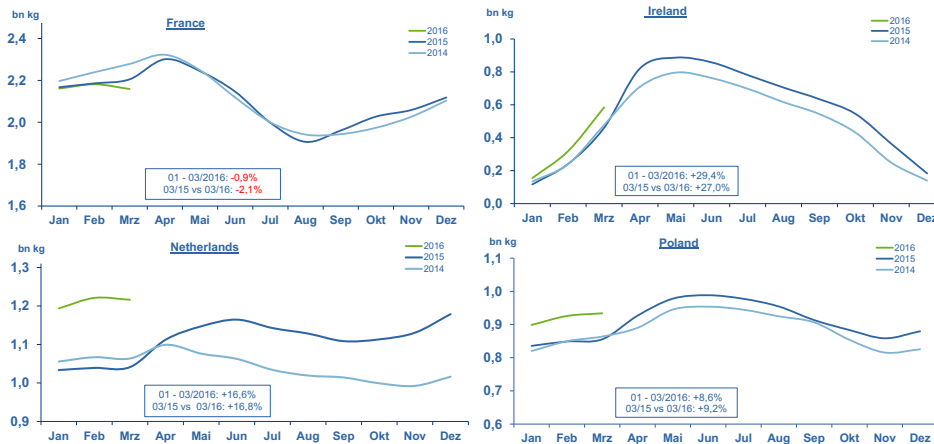 bn kg
France
2016
2015
2014
2,4
2,2
2,0
1,8
1,6
01 - 03/2016: -0,9%
03/15 vs 03/16: -2,1%
Jan Feb Mrz Apr Mai Jun Jul Aug Sep Okt Nov Dez
bn kg
Ireland
2016
2015
2014
1,0
0,8
0,6
0,4
0,2
0,0
01 - 03/2016: +29,4%
03/15 vs 03/16: +27,0%
Jan Feb Mrz Apr Mai Jun Jul Aug Sep Okt Nov Dez
bn kg
Netherlands
2016
2015
2014
1,3
1,2
1,1
1,0
0,9
01 - 03/2016: +16,6%
03/15 vs 03/16: +16,8%
Jan Feb Mrz Apr Mai Jun Jul Aug Sep Okt Nov Dez
bn kg
Poland
2016
2015
2014
1,1
1,0
0,9
0,8
0,7
0,6
01 - 03/2016: +8,6%
03/15 vs 03/16: +9,2%
Jan Feb Mrz Apr Mai Jun Jul Aug Sep Okt Nov Dez